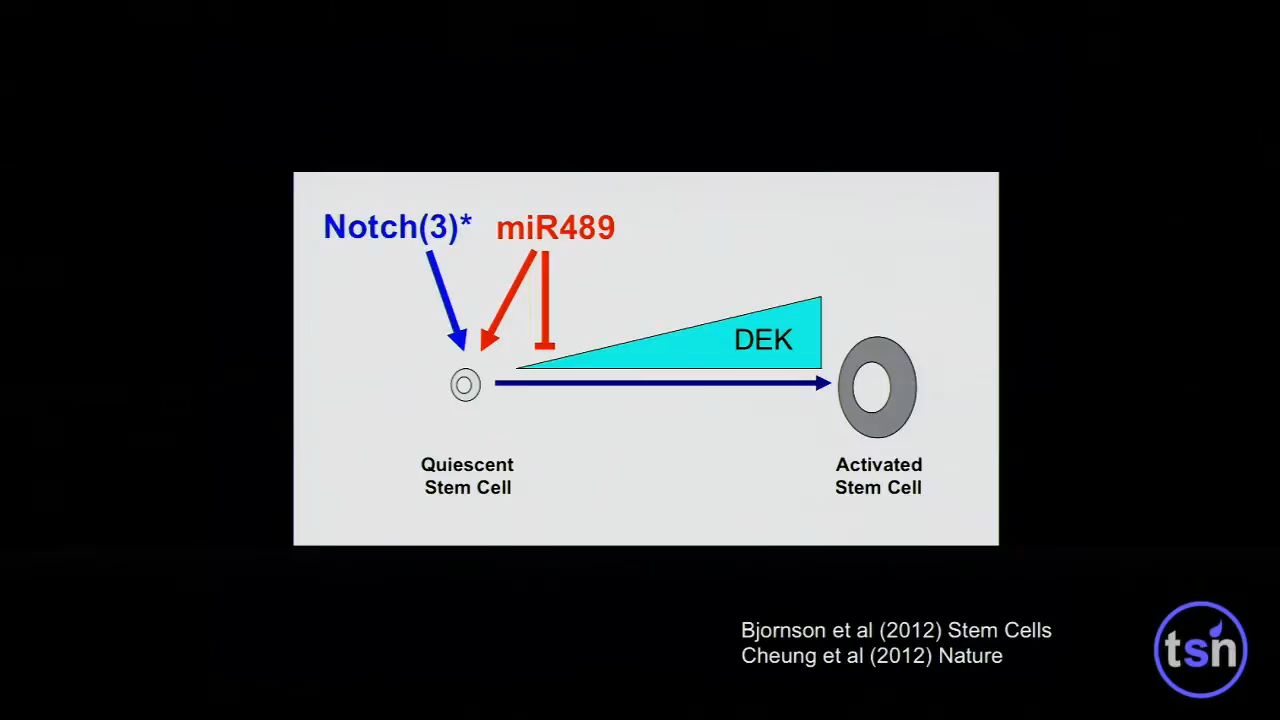 Notch(3)* miR489
DEK
Quiescent
Stem Cell
Activated
Stem Cell
Bjornson et al (2012) Stem Cells
Cheung et al (2012) Nature
tsn